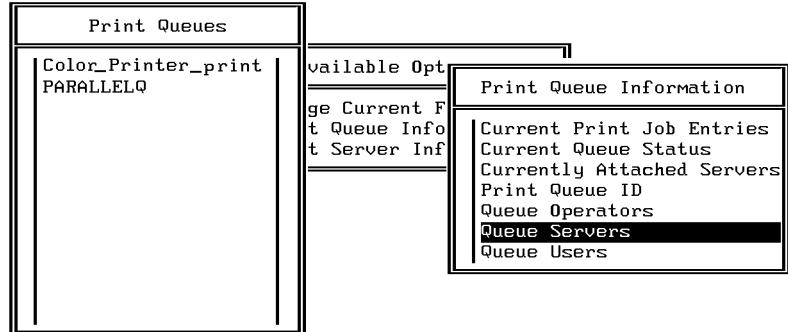 Print Queues
Color_Printer_print
PARALLELQ
vailable Opt
ge Current F
t Queue Info
t Server Inf
Print Queue Information
Current Print Job Entries
Current Queue Status
Currently Attached Servers
Print Queue ID
Queue Operators
Queue Servers
Queue Users